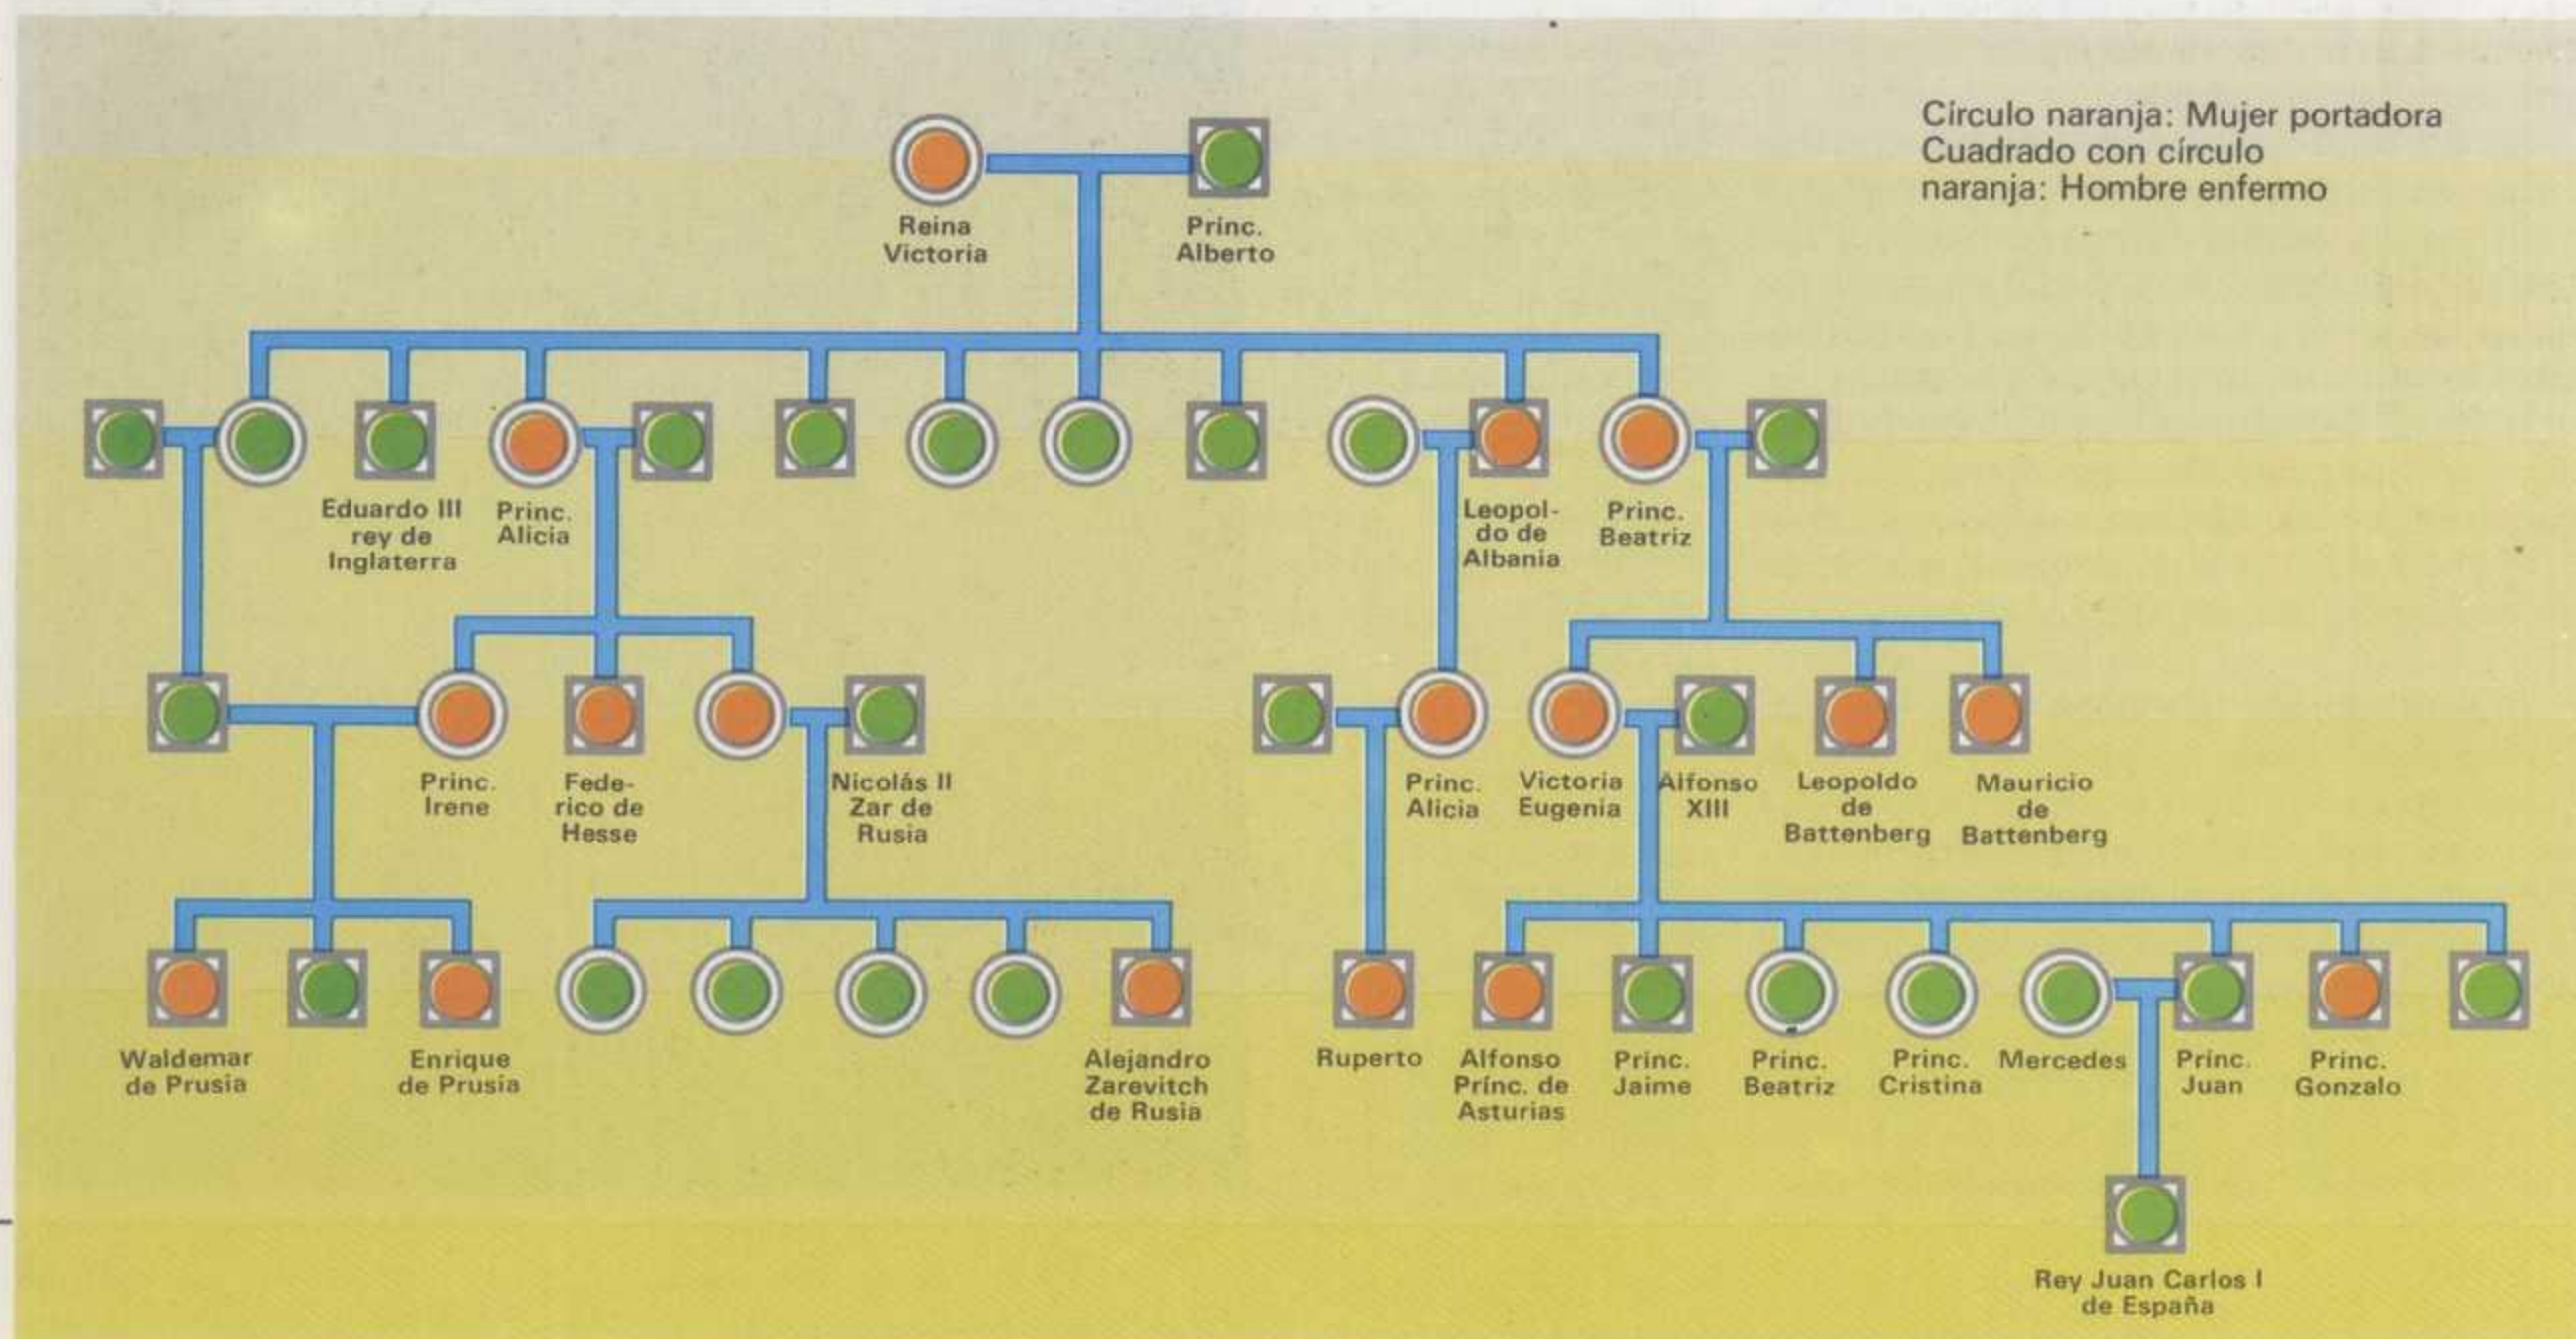 Círculo naranja: Mujer portadora
Cuadrado con círculo
naranja: Hombre enfermo
Reina
Victoria
Prínc.
Alberto
Eduardo III
rey de
Inglaterra
Princ.
Alicia
Leopol-
do de
Albania
Princ.
Beatriz
Princ.
Irene
Fede-
rico de
Hesse
Nicolás II
Zar de
Rusia
Princ.
Alicia
Victoria
Eugenia
Alfonso
XIII
Leopoldo
de
Battenberg
Mauricio
de
Battenberg
Waldemar
de Prusia
Enrique
de Prusia
Alejandro
Zarevitch
de Rusia
Ruperto
Alfonso
Prínc. de
Asturias
Prínc.
Jaime
Princ.
Beatriz
Princ.
Cristina
Mercedes
Prínc.
Juan
Prínc.
Gonzalo
Rey Juan Carlos I
de España